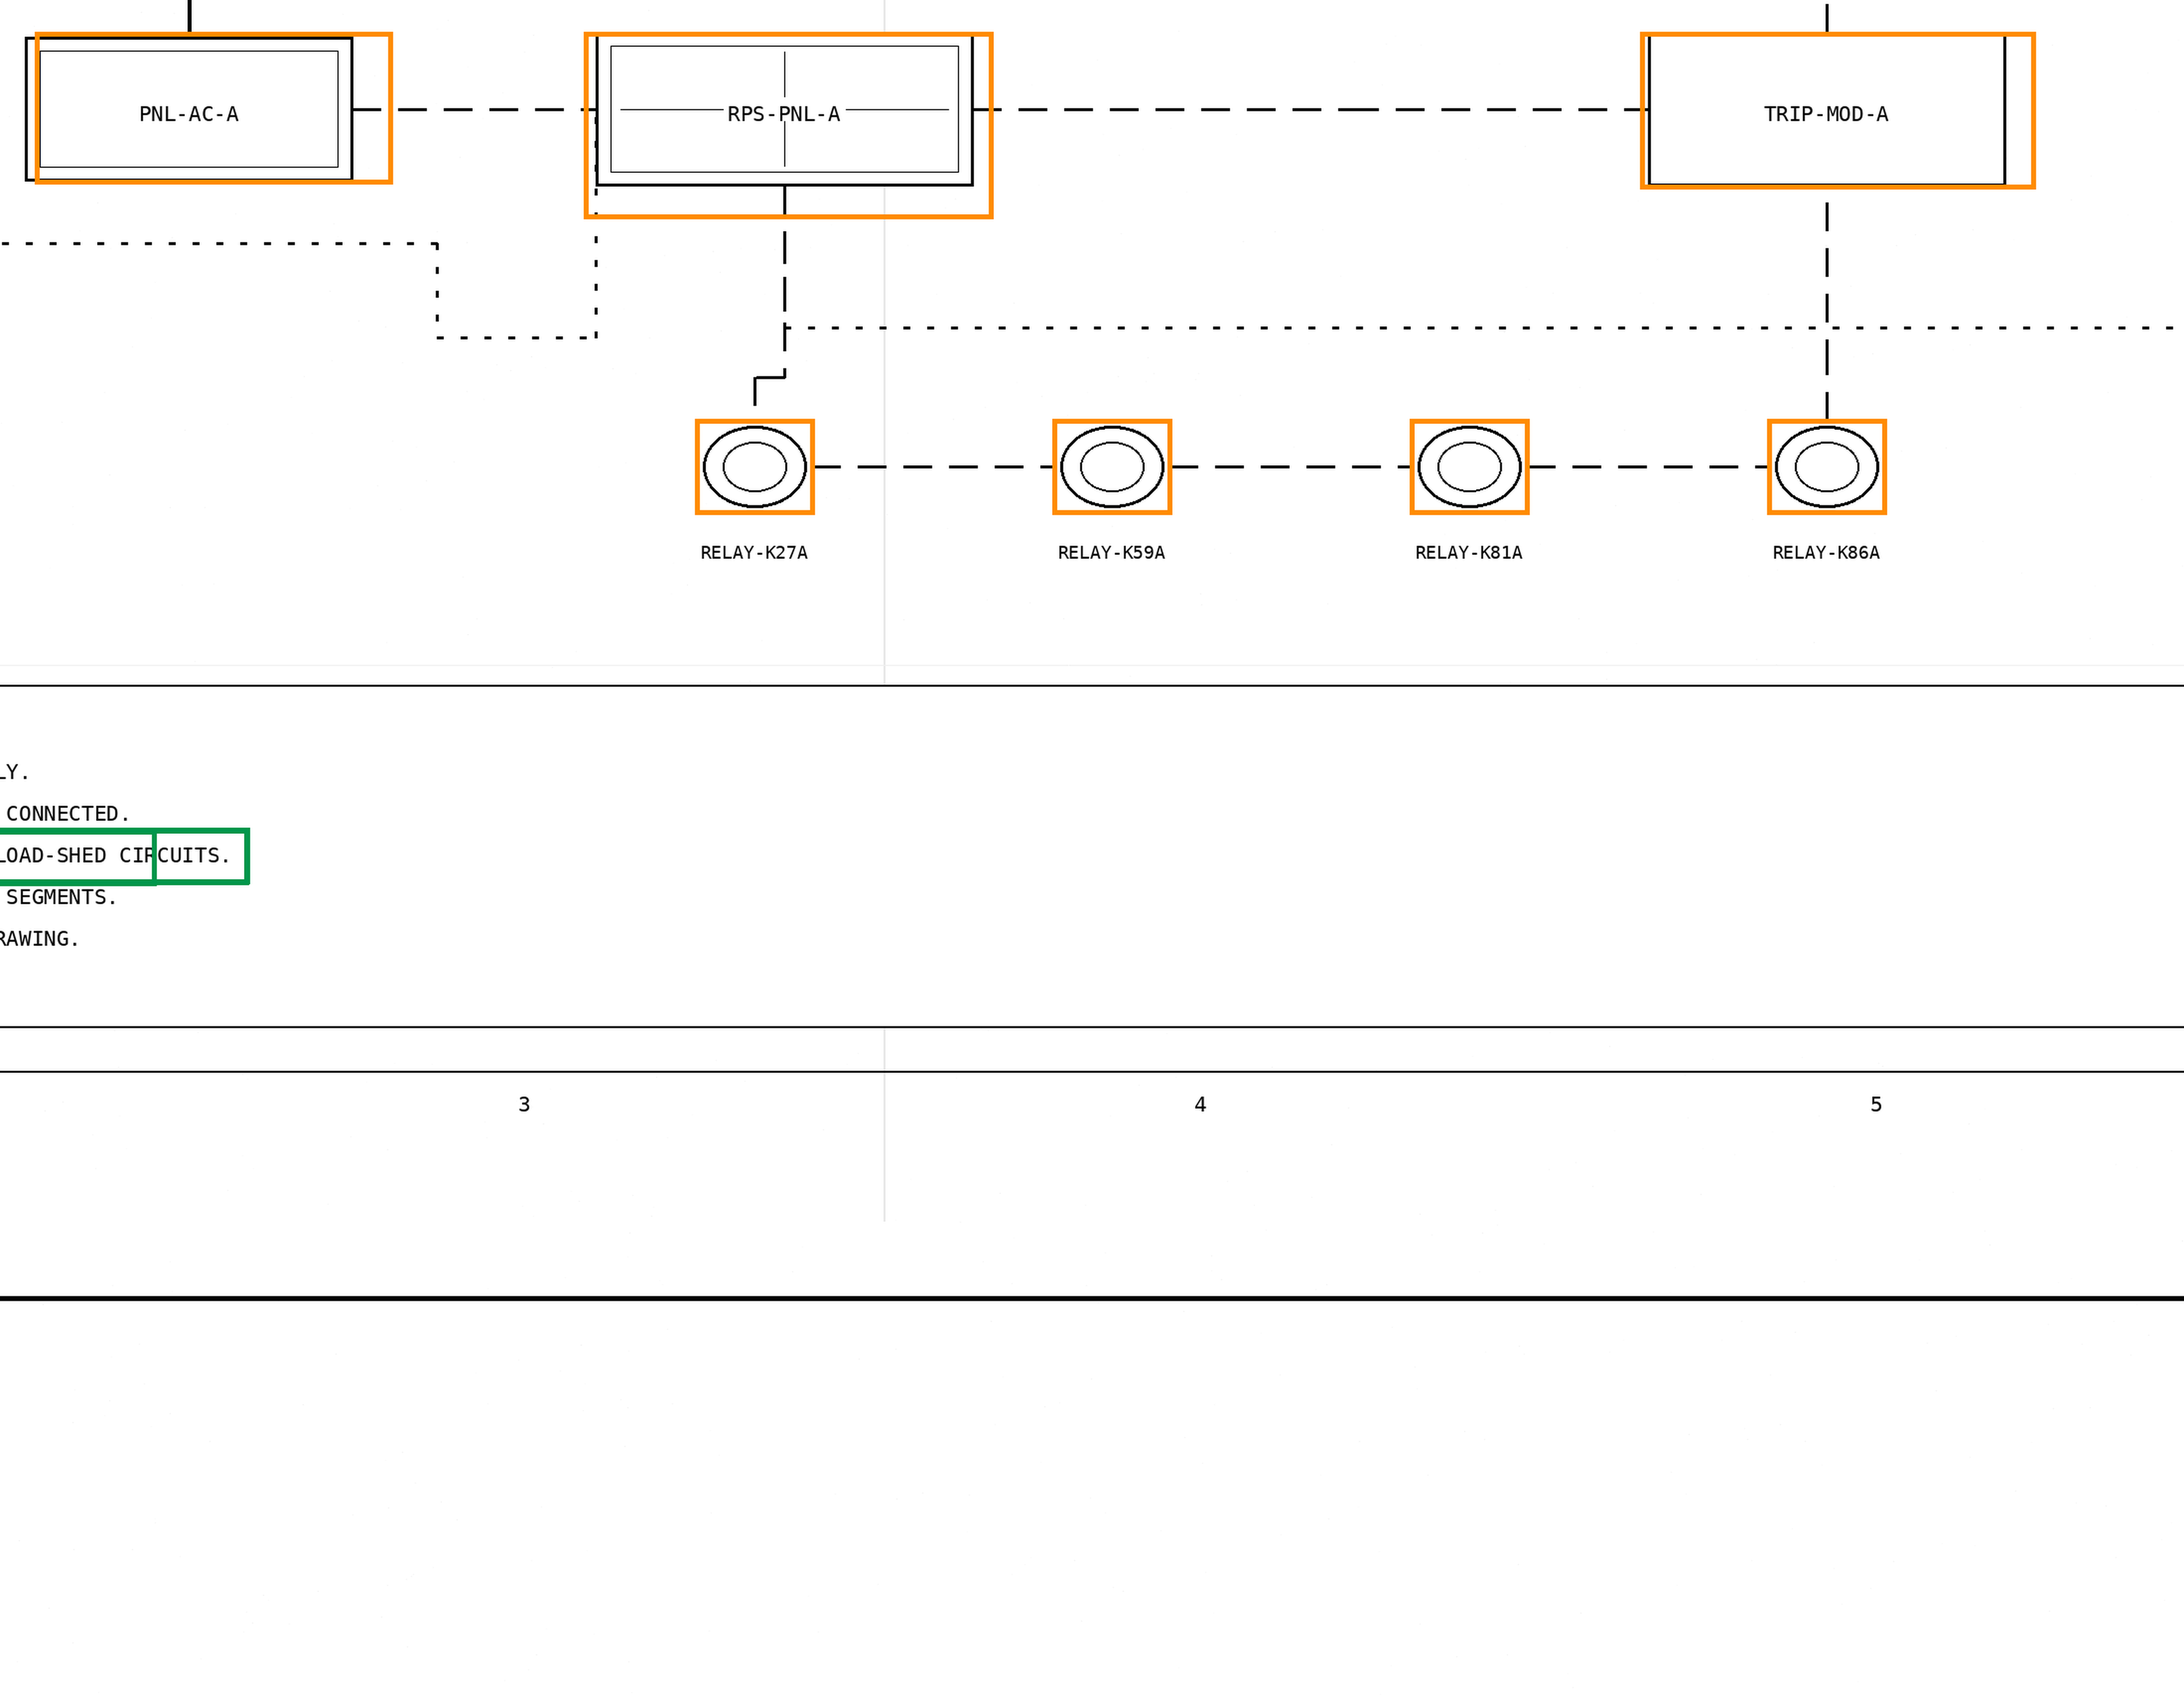 PNL-AC-A
RPS-PNL-A
TRIP-MOD-A
RELAY-K27A
RELAY-K59A
RELAY-K81A
RELAY-K86A
LY.
CONNECTED.
LOAD-SHED CIRCUITS.
SEGMENTS.
RAWING.
3
4
5